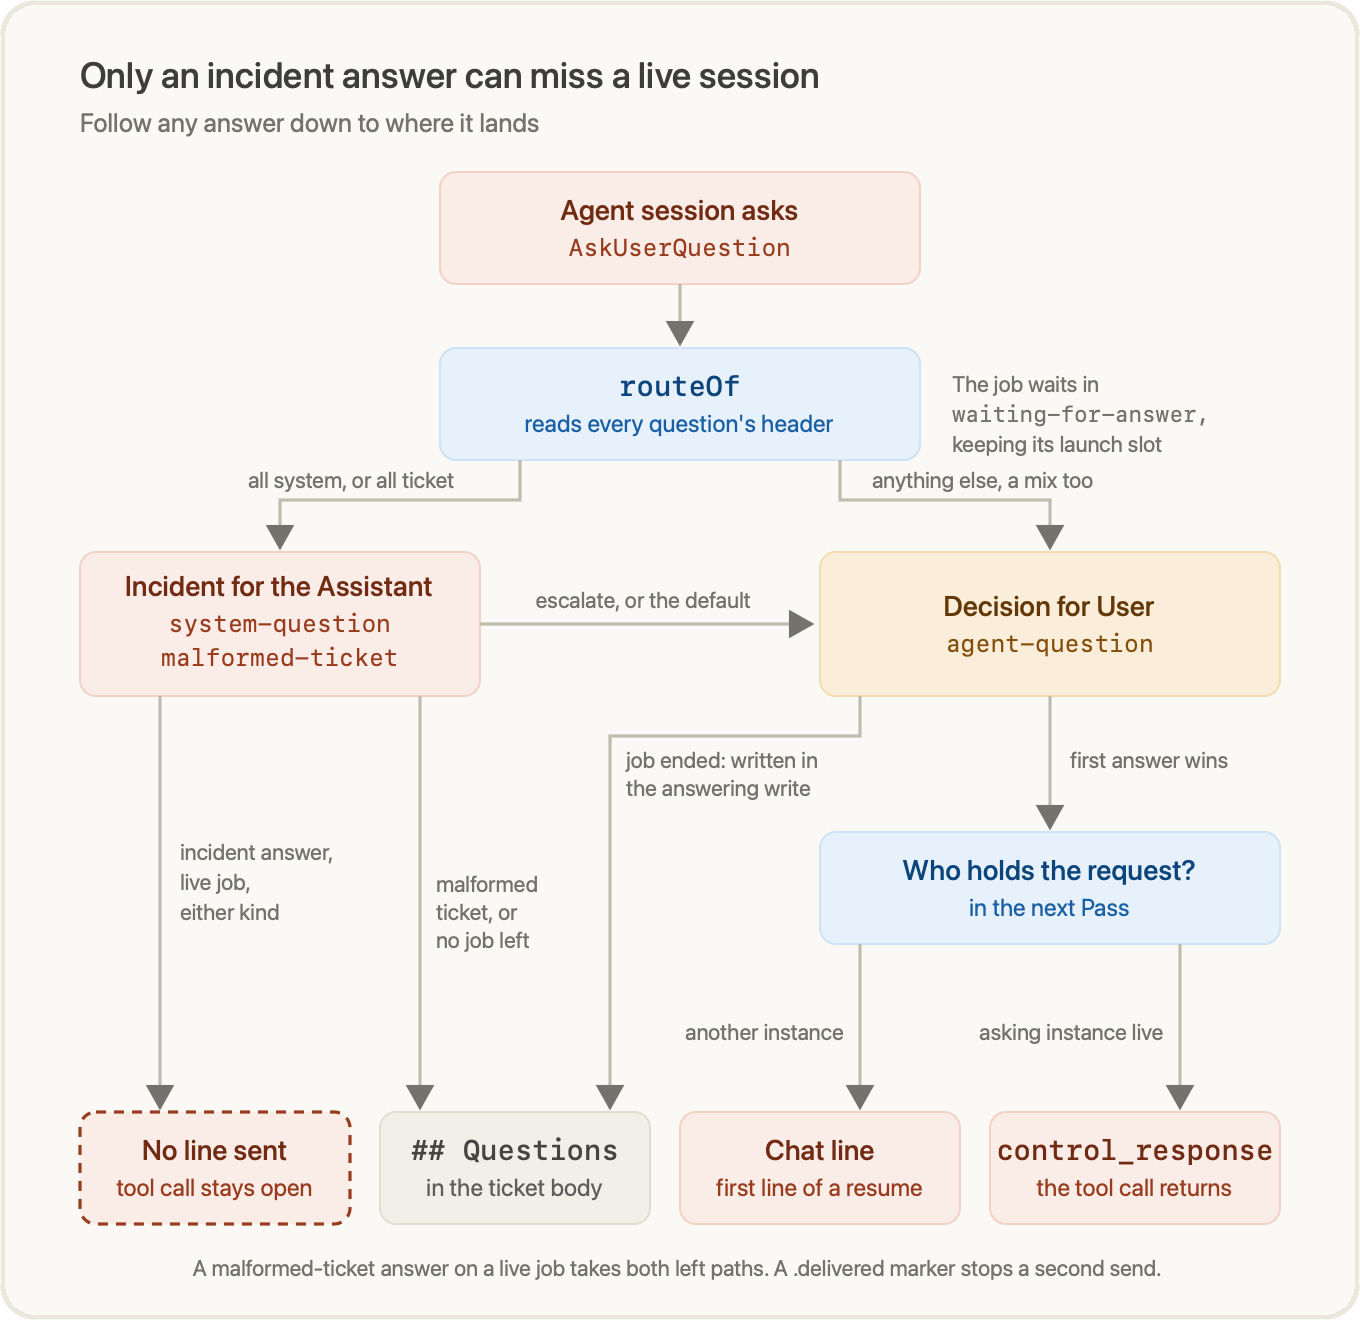 Only an incident answer can miss a live session
Follow any answer down to where it lands
Agent session asks
AskUserQuestion
routeOf
reads every question's header
The job waits in
waiting-for-answer,
keeping its launch slot
all system, or all ticket
anything else, a mix too
Incident for the Assistant
system-question
malformed-ticket
escalate, or the default
Decision for User
agent-question
job ended: written in
the answering write
first answer wins
incident answer,
live job,
either kind
malformed
ticket, or
no job left
Who holds the request?
in the next Pass
another instance
asking instance live
No line sent
tool call stays open
## Questions
in the ticket body
Chat line
first line of a resume
control_response
the tool call returns
A malformed-ticket answer on a live job takes both left paths. A .delivered marker stops a second send.